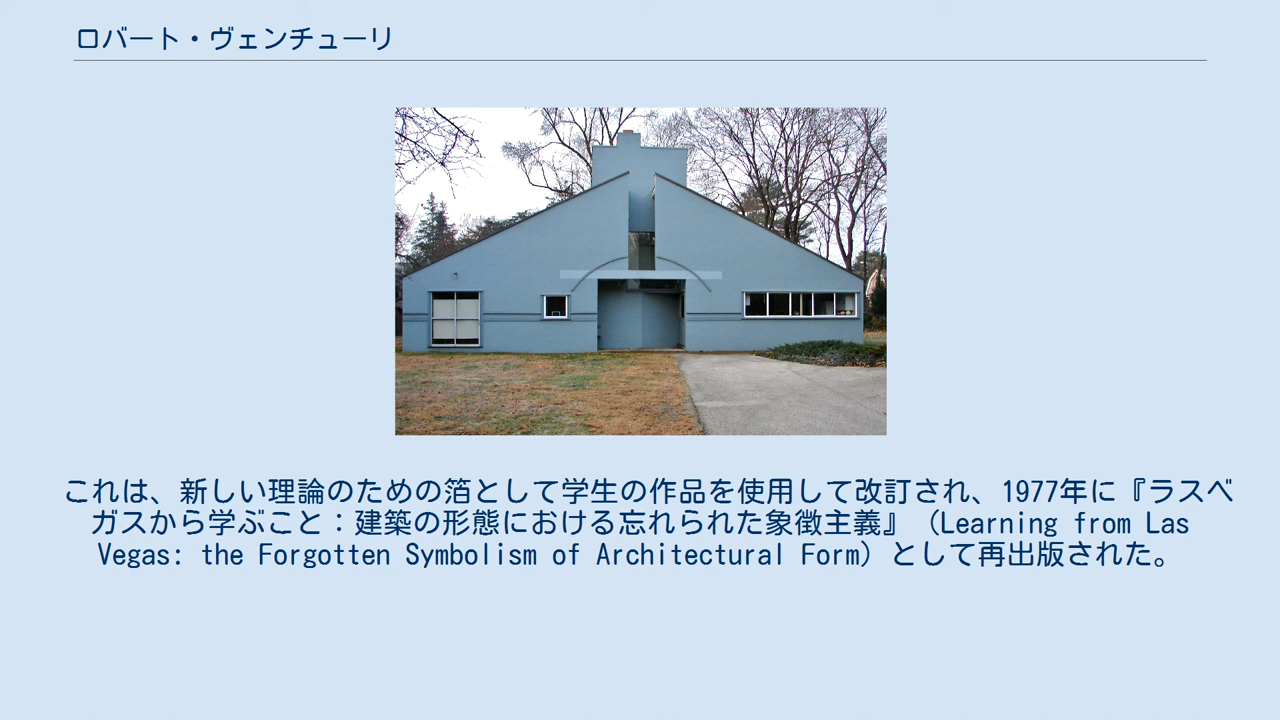 ロバート・ヴェンチューリ
これは、新しい理論のための箔として学生の作品を使用して改訂され、1977年に『ラスベ
ガスから学ぶこと：建築の形態における忘れられた象徴主義』（Learning from Las
Vegas: the Forgotten Symbolism of Architectural Form）として再出版された。